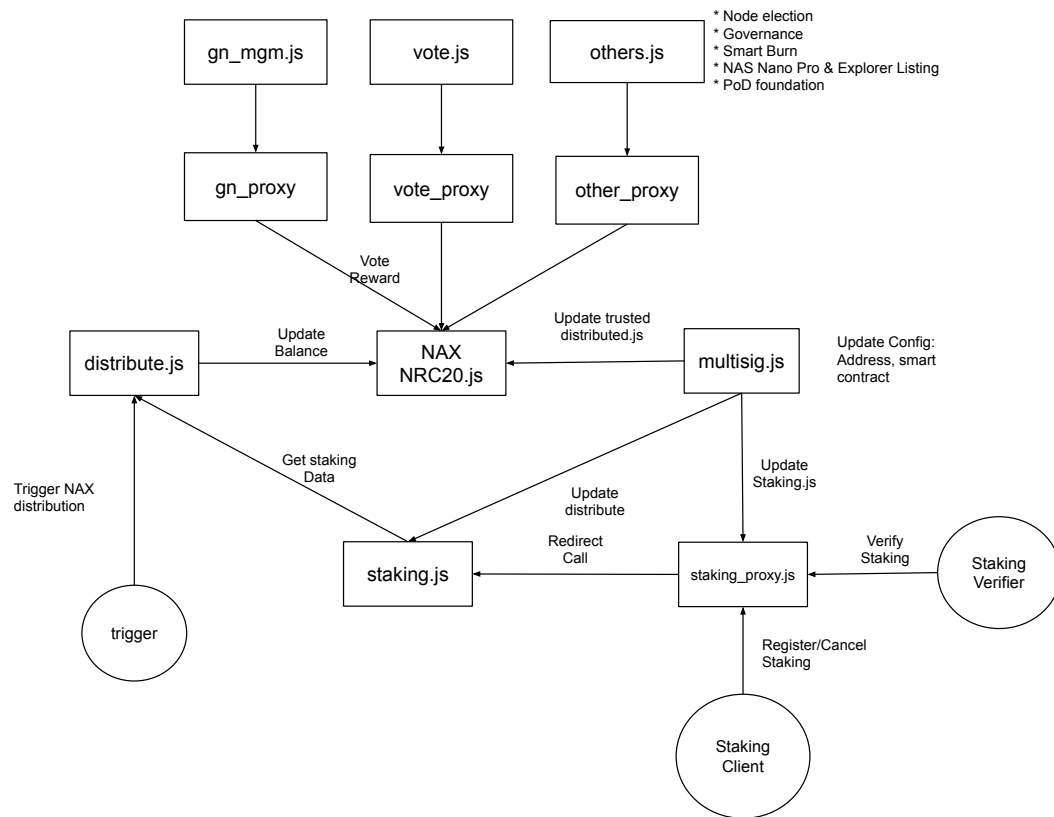 gn_mgm.js
vote.js
others.js
* Node election
* Governance
* Smart Burn
* NAS Nano Pro & Explorer Listing
* PoD foundation
gn_proxy
vote_proxy
other_proxy
Vote
Reward
Update
Balance
Update trusted
distributed.js
distribute.js
NAX
NRC20.js
multisig.js
Update Config:
Address, smart
contract
Get staking
Data
Trigger NAX
distribution
Update
distribute
Update
Staking.js
Redirect
Call
Verify
Staking
staking.js
staking_proxy.js
Staking
Verifier
trigger
Register/Cancel
Staking
Staking
Client